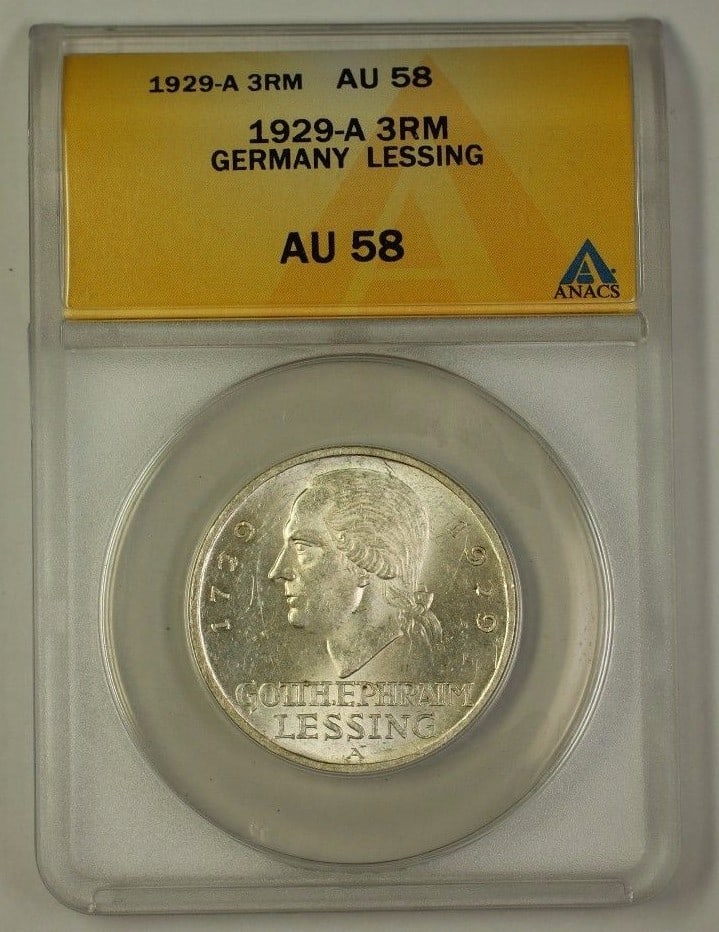 1929-A 3RM AU 58
1929-A 3RM
GERMANY LESSING
AU 58
ANACS
1729 1929
GOTTH.EPHRAIM
LESSING
A